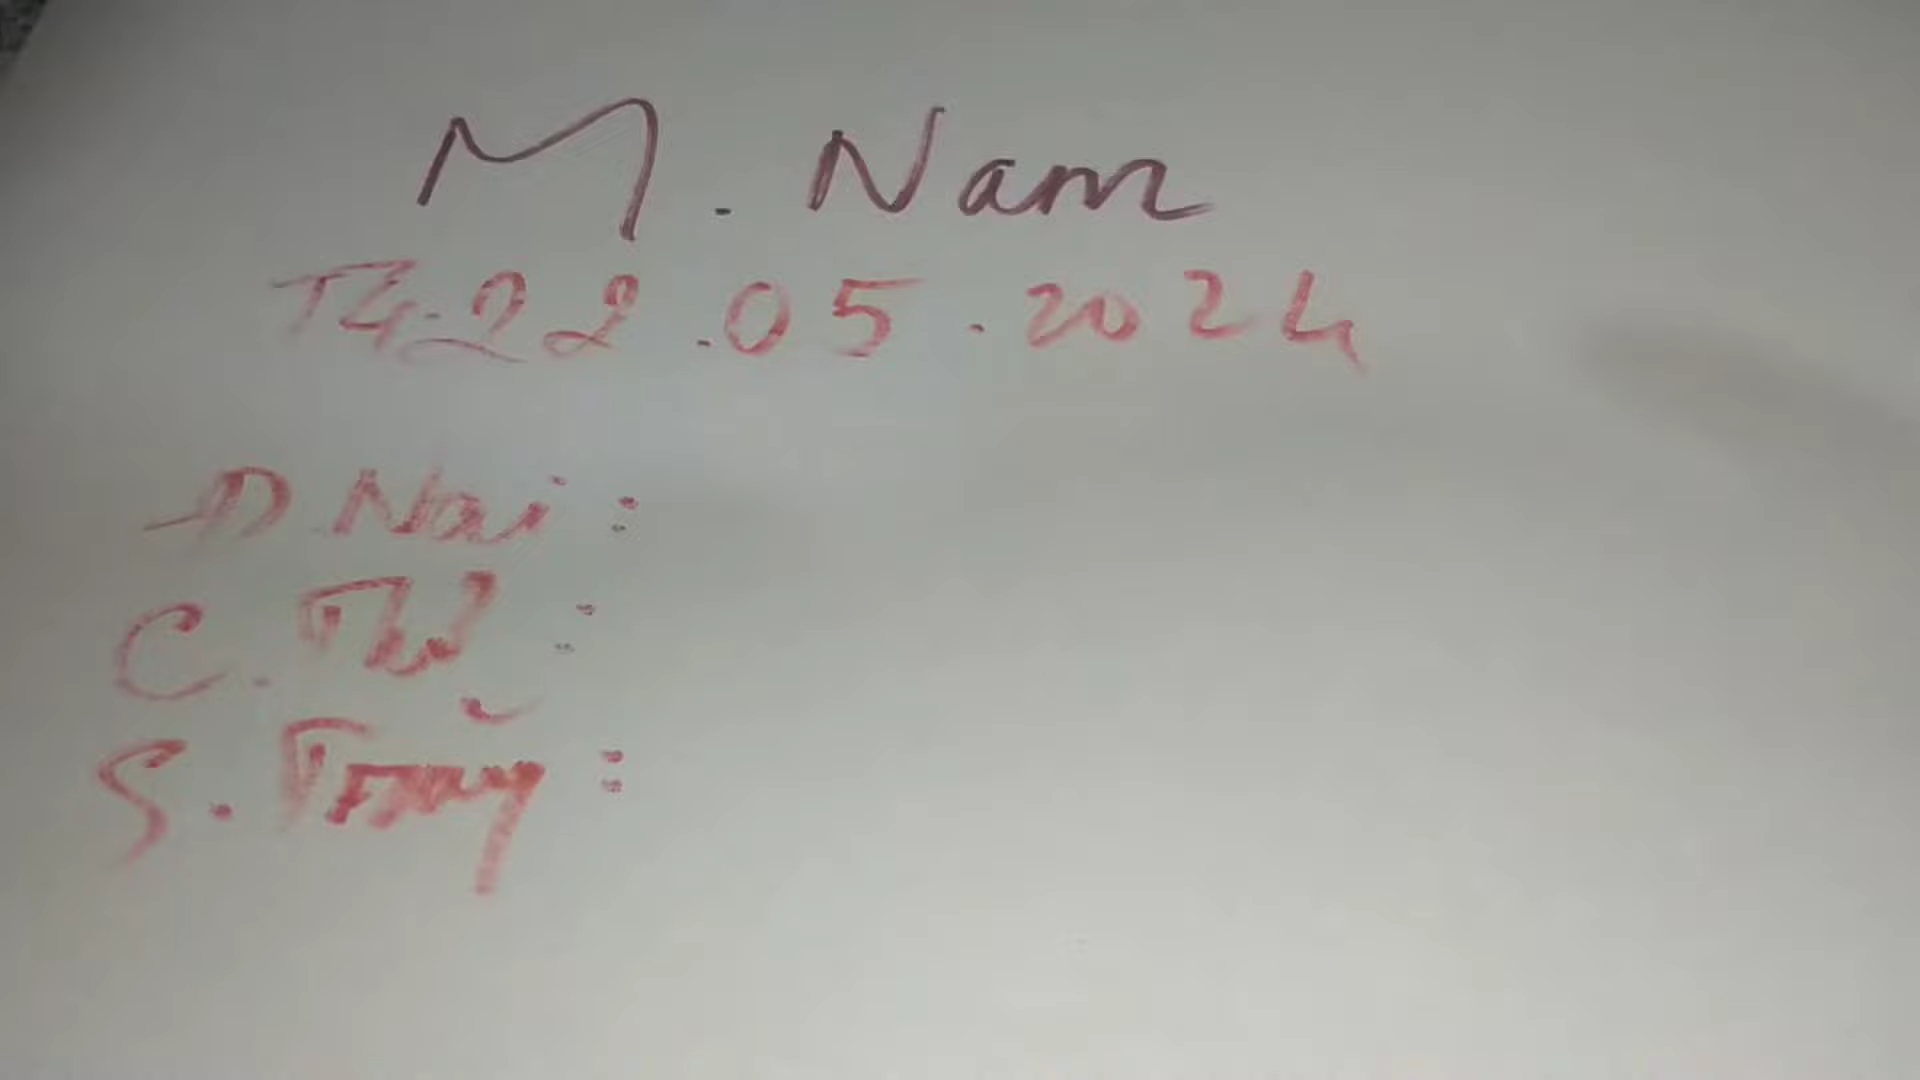 M. Nam
T4.22.05.2024
Đ.Nai:
C. Thơ :
S. Trăng: